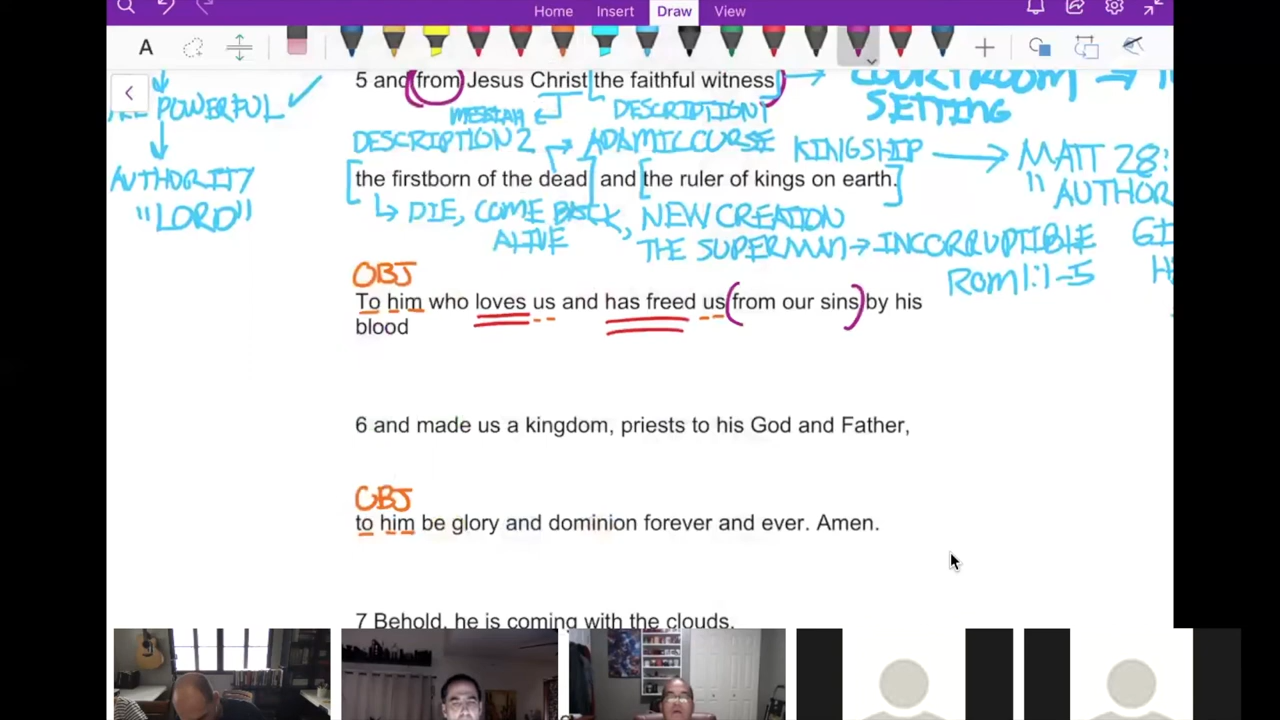 Home Insert Draw View
A
5 and (from) Jesus Christ [the faithful witness] → COURTROOM →
POWERFUL ✓ MESSIAH DESCRIPTION 1 SETTING
DESCRIPTION 2 → ADAMIC CURSE KINGSHIP → MATT 28:
AUTHORITY [the firstborn of the dead] and [the ruler of kings on earth.] "AUTHOR
"LORD" ↳ DIE, COME BACK ALIVE, NEW CREATION
THE SUPERMAN → INCORRUPTIBLE
Rom 1:1-5
OBJ
To him who loves us and has freed us (from our sins) by his
blood
6 and made us a kingdom, priests to his God and Father,
OBJ
to him be glory and dominion forever and ever. Amen.
7 Behold, he is coming with the clouds,